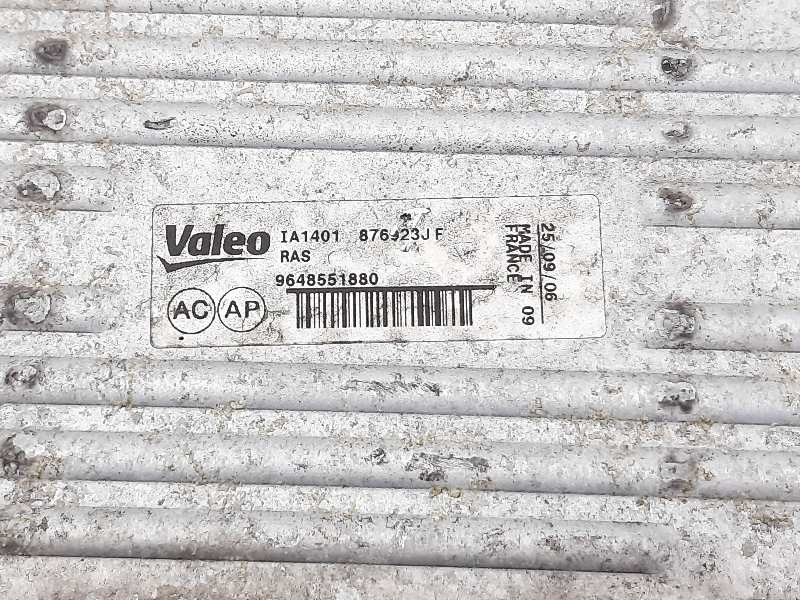 Valeo IA1401
RAS
9648551880
AC AP
25/09/06
MADE IN 09
FRANCE